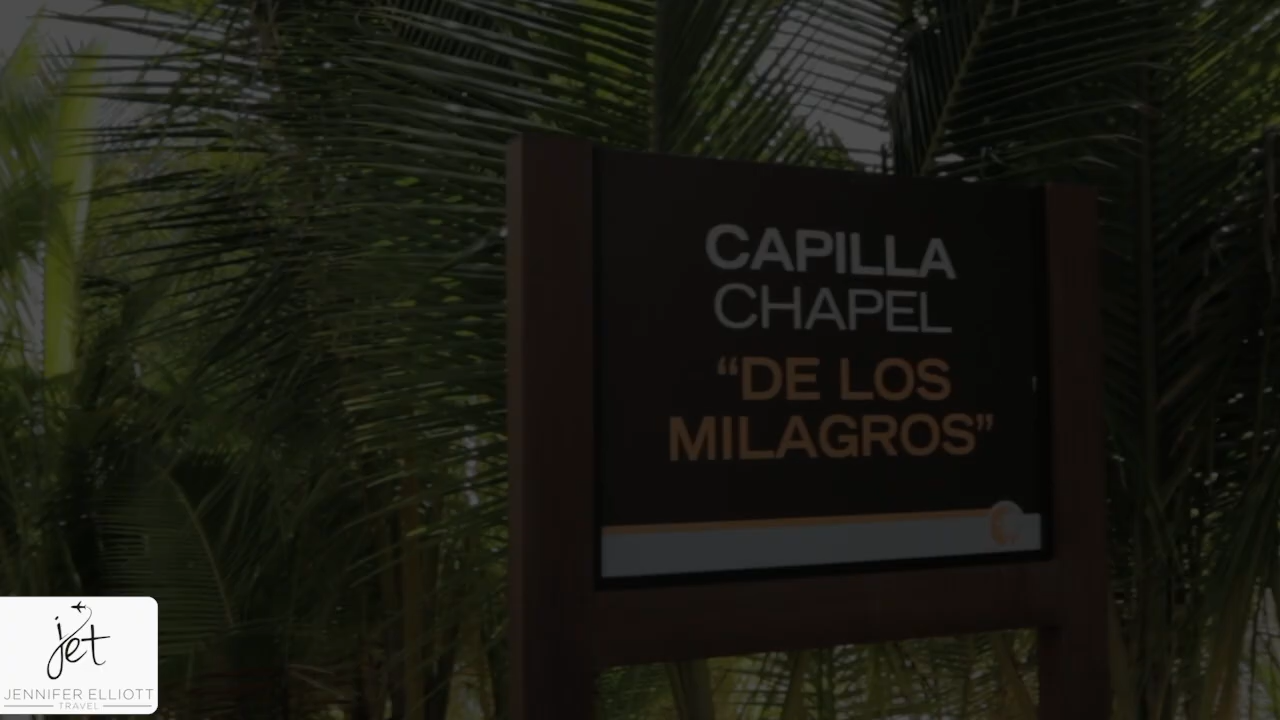 CAPILLA
CHAPEL
“DE LOS
MILAGROS”
jet
JENNIFER ELLIOTT
TRAVEL